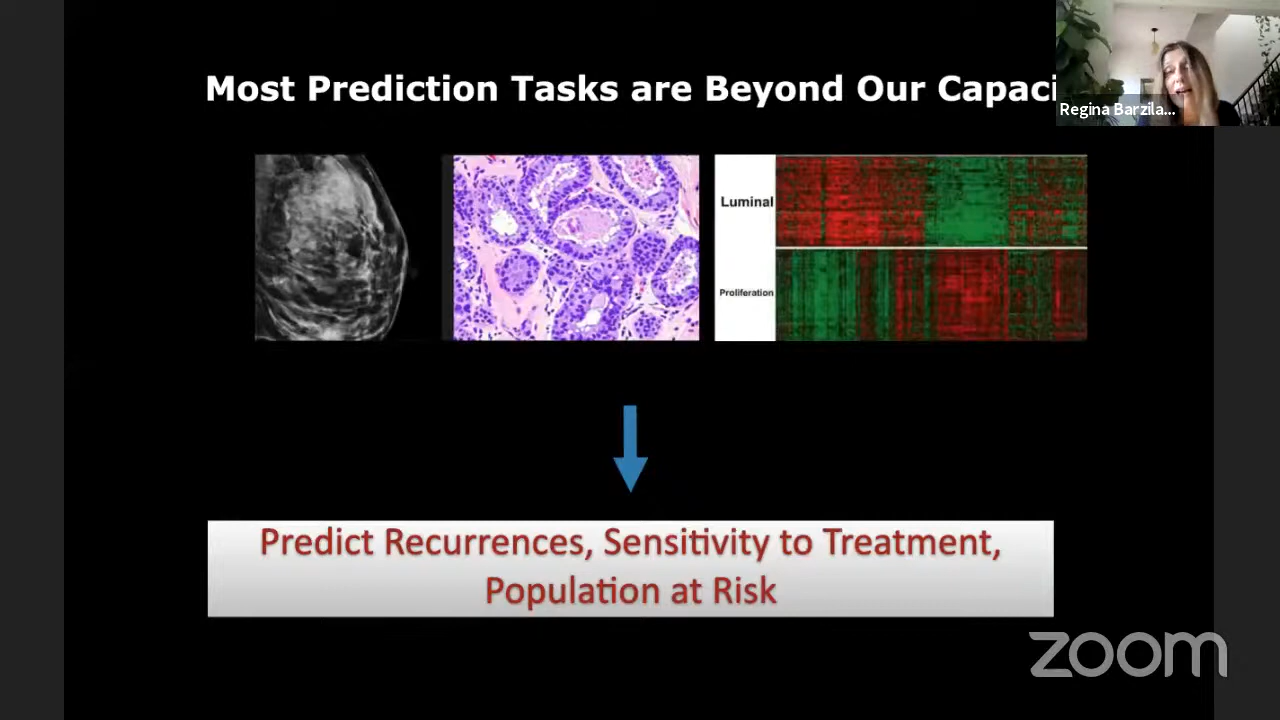 Most Prediction Tasks are Beyond Our Capaci
Regina Barzila...
Luminal
Proliferation
Predict Recurrences, Sensitivity to Treatment,
Population at Risk
zoom